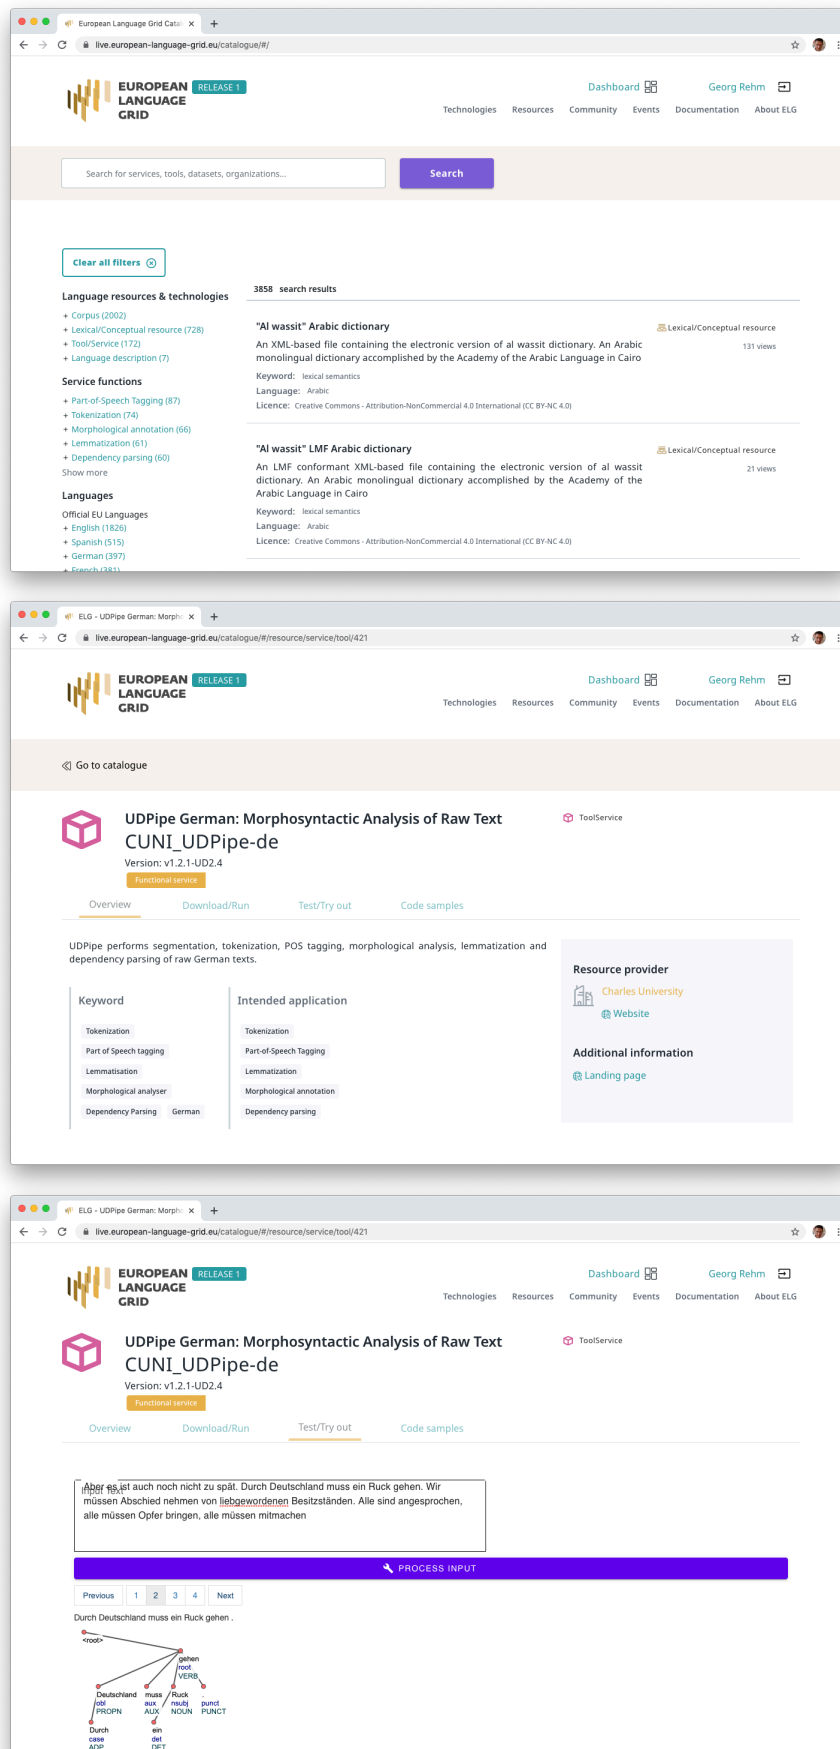 European Language Grid Cata
live.european-language-grid.eu/catalogue/#/
EUROPEAN LANGUAGE GRID
RELEASE 1
Dashboard
Georg Rehm
Technologies Resources Community Events Documentation About ELG
Search for services, tools, datasets, organizations...
Search
Clear all filters
Language resources & technologies
+ Corpus (2002)
+ Lexical/Conceptual resource (728)
+ Tool/Service (172)
+ Language description (7)
Service functions
+ Part-of-Speech Tagging (87)
+ Tokenization (74)
+ Morphological annotation (66)
+ Lemmatization (61)
+ Dependency parsing (60)
Show more
Languages
Official EU Languages
+ English (1826)
+ Spanish (515)
+ German (397)
+ French (381)
3858 search results
"Al wassit" Arabic dictionary
Lexical/Conceptual resource
131 views
An XML-based file containing the electronic version of al wassit dictionary. An Arabic
monolingual dictionary accomplished by the Academy of the Arabic Language in Cairo
Keyword: lexical semantics
Language: Arabic
Licence: Creative Commons - Attribution-NonCommercial 4.0 International (CC BY-NC 4.0)
"Al wassit" LMF Arabic dictionary
Lexical/Conceptual resource
21 views
An LMF conformant XML-based file containing the electronic version of al wassit
dictionary. An Arabic monolingual dictionary accomplished by the Academy of the
Arabic Language in Cairo
Keyword: lexical semantics
Language: Arabic
Licence: Creative Commons - Attribution-NonCommercial 4.0 International (CC BY-NC 4.0)
ELG - UDPipe German: Morpho
live.european-language-grid.eu/catalogue/#/resource/service/tool/421
EUROPEAN LANGUAGE GRID
RELEASE 1
Dashboard
Georg Rehm
Technologies Resources Community Events Documentation About ELG
Go to catalogue
UDPipe German: Morphosyntactic Analysis of Raw Text
ToolService
CUNI_UDPipe-de
Version: v1.2.1-UD2.4
Functional service
Overview Download/Run Test/Try out Code samples
UDPipe performs segmentation, tokenization, POS tagging, morphological analysis, lemmatization and
dependency parsing of raw German texts.
Keyword
Tokenization
Part of Speech tagging
Lemmatisation
Morphological analyser
Dependency Parsing German
Intended application
Tokenization
Part-of-Speech Tagging
Lemmatization
Morphological annotation
Dependency parsing
Resource provider
Charles University
Website
Additional information
Landing page
ELG - UDPipe German: Morpho
live.european-language-grid.eu/catalogue/#/resource/service/tool/421
EUROPEAN LANGUAGE GRID
RELEASE 1
Dashboard
Georg Rehm
Technologies Resources Community Events Documentation About ELG
UDPipe German: Morphosyntactic Analysis of Raw Text
ToolService
CUNI_UDPipe-de
Version: v1.2.1-UD2.4
Functional service
Overview Download/Run Test/Try out Code samples
Input Text
Aber es ist auch noch nicht zu spät. Durch Deutschland muss ein Ruck gehen. Wir
müssen Abschied nehmen von liebgewordenen Besitzständen. Alle sind angesprochen,
alle müssen Opfer bringen, alle müssen mitmachen
PROCESS INPUT
Previous 1 2 3 4 Next
Durch Deutschland muss ein Ruck gehen .
<root>
gehen
root
VERB
Deutschland muss Ruck .
obl aux nsubj punct
PROPN AUX NOUN PUNCT
Durch ein
case det
ADP DET